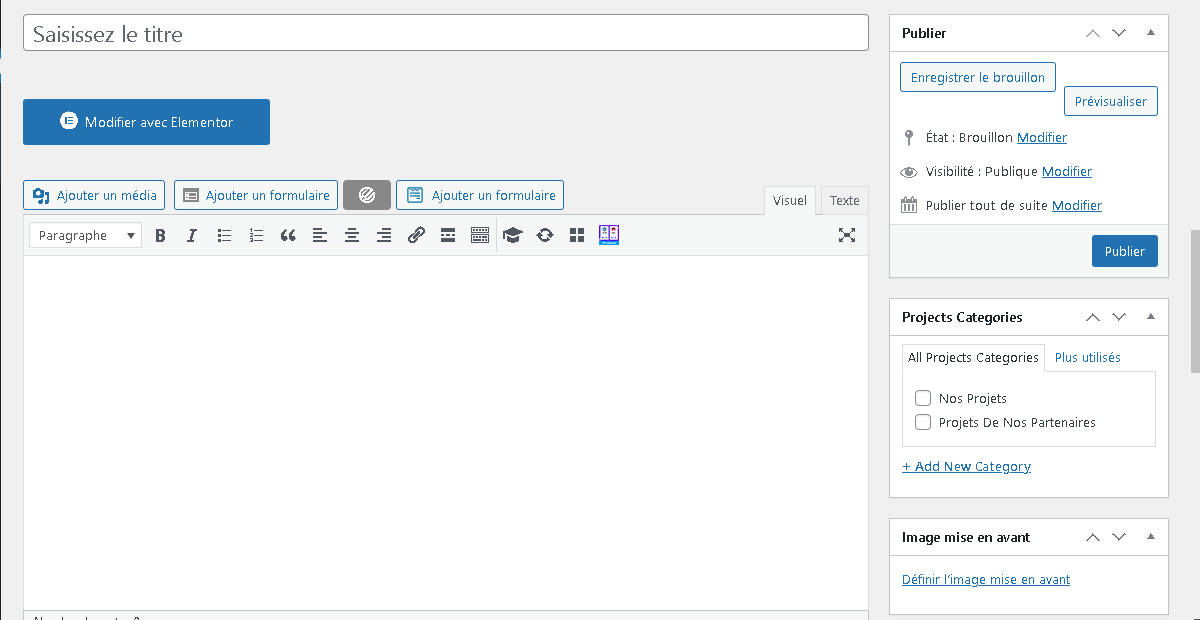 Saisissez le titre
Modifier avec Elementor
Ajouter un média
Ajouter un formulaire
Ajouter un formulaire
Visuel
Texte
Paragraphe
Publier
Enregistrer le brouillon
Prévisualiser
État : Brouillon Modifier
Visibilité : Publique Modifier
Publier tout de suite Modifier
Publier
Projects Categories
All Projects Categories
Plus utilisés
Nos Projets
Projets De Nos Partenaires
+ Add New Category
Image mise en avant
Définir l'image mise en avant